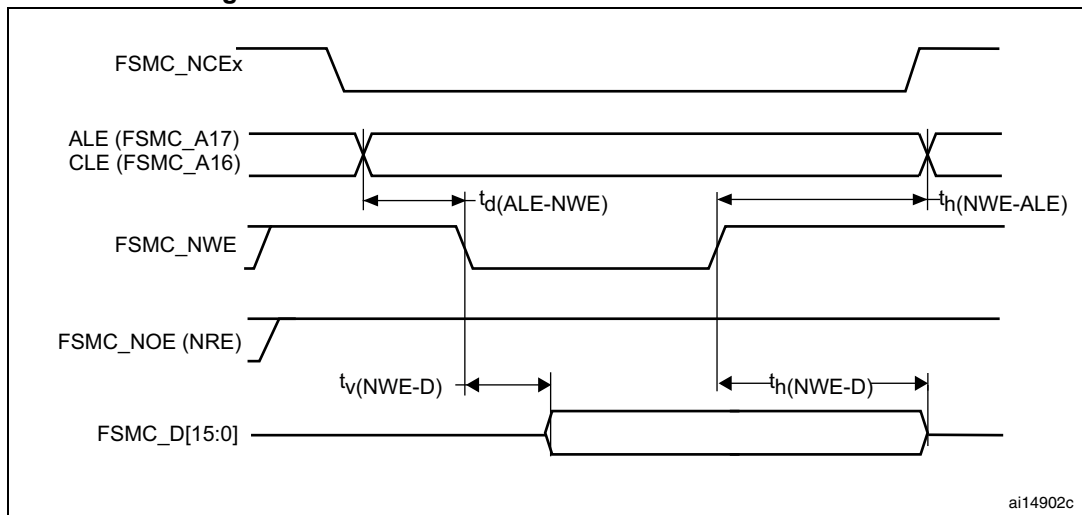 FSMC_NCEx
ALE (FSMC_A17)
CLE (FSMC_A16)
td(ALE-NWE)
th(NWE-ALE)
FSMC_NWE
FSMC_NOE (NRE)
tv(NWE-D)
th(NWE-D)
FSMC_D[15:0]
ai14902c